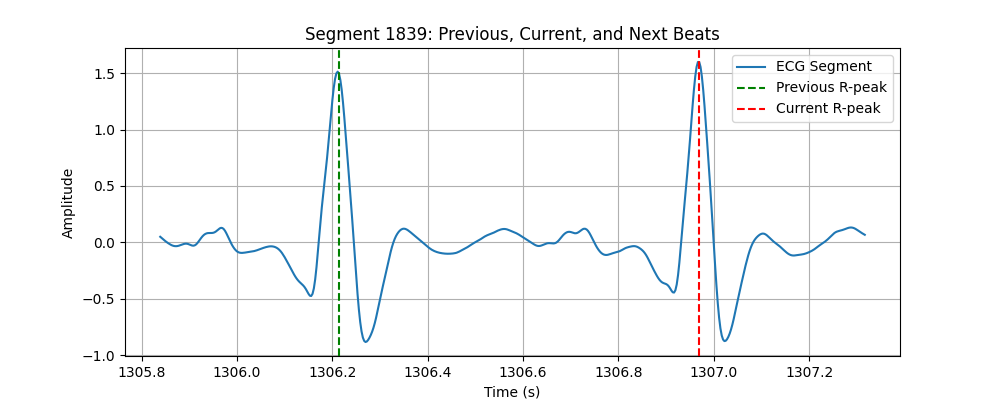 Segment 1839: Previous, Current, and Next Beats
ECG Segment
Previous R-peak
Current R-peak
Amplitude
1.5
1.0
0.5
0.0
−0.5
−1.0
1305.8 1306.0 1306.2 1306.4 1306.6 1306.8 1307.0 1307.2
Time (s)